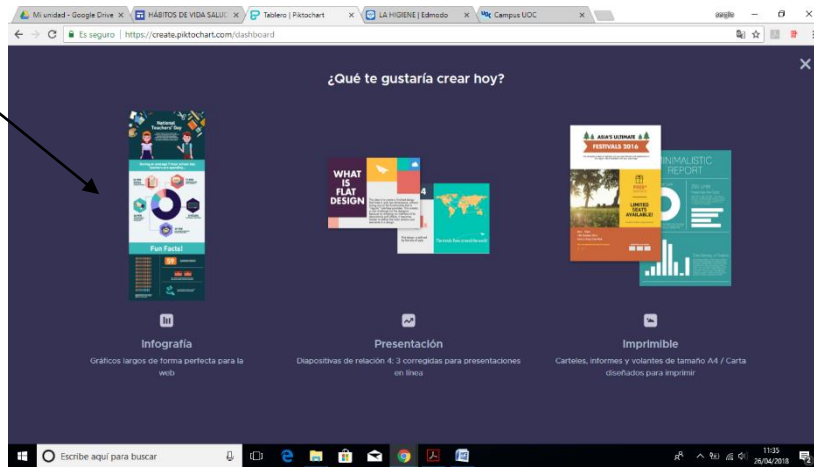 Mi unidad - Google Drive
HÁBITOS DE VIDA SALUD
Tablero | Piktochart
LA HIGIENE | Edmodo
Campus UOC
Es seguro | https://create.piktochart.com/dashboard
¿Qué te gustaría crear hoy?
National
Teachers' Day
Fun Facts!
WHAT
IS
FLAT
DESIGN
ASIA'S ULTIMATE
FESTIVALS 2016
LIMITED
SEATS
AVAILABLE!
MINIMALISTIC
REPORT
Infografía
Gráficos largos de forma perfecta para la
web
Presentación
Diapositivas de relación 4: 3 corregidas para presentaciones
en línea
Imprimible
Carteles, informes y volantes de tamaño A4 / Carta
diseñados para imprimir
Escribe aquí para buscar
11:35
26/04/2018